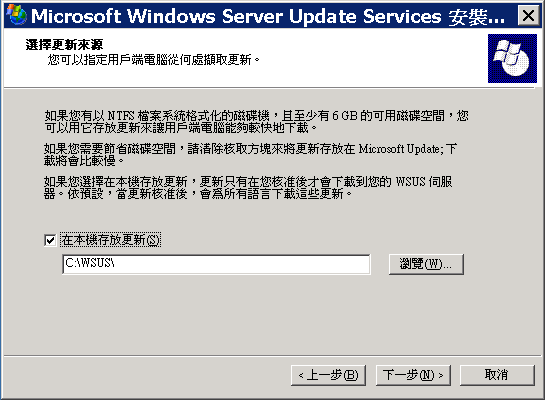 Microsoft Windows Server Update Services 安裝...
選擇更新來源
您可以指定用戶端電腦從何處擷取更新。
如果您有以 NTFS 檔案系統格式化的磁碟機，且至少有 6 GB 的可用磁碟空間，您
可以用它存放更新來讓用戶端電腦能夠較快地下載。
如果您需要節省磁碟空間，請清除核取方塊來將更新存放在 Microsoft Update; 下
載將會比較慢。
如果您選擇在本機存放更新，更新只有在您核准後才會下載到您的 WSUS 伺服
器。依預設，當更新核准後，會為所有語言下載這些更新。
在本機存放更新(S)
C:\WSUS\
瀏覽(W)...
< 上一步(B)
下一步(N) >
取消